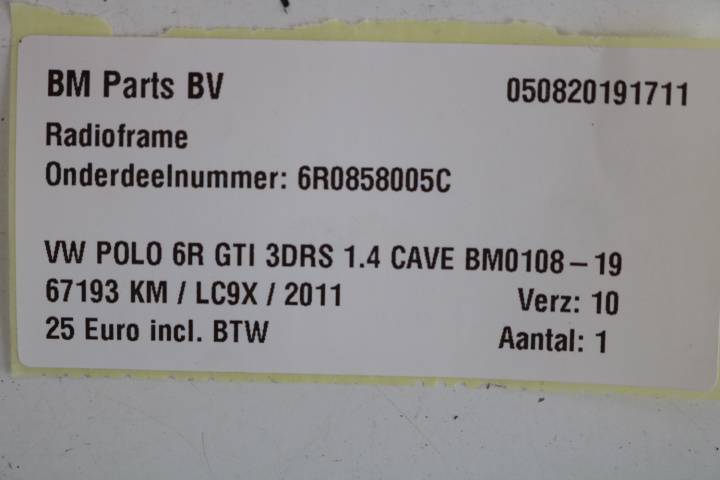 BM Parts BV 050820191711
Radioframe
Onderdeelnummer: 6R0858005C
VW POLO 6R GTI 3DRS 1.4 CAVE BM0108-19
67193 KM / LC9X / 2011 Verz: 10
25 Euro incl. BTW Aantal: 1